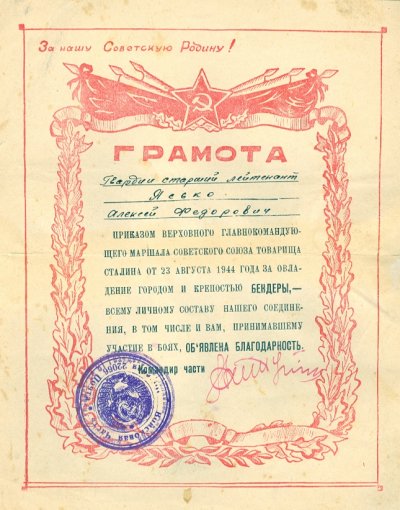 За нашу Советскую Родину!
ГРАМОТА
Гвардии старший лейтенант
Ясько
Алексей Федорович
ПРИКАЗОМ ВЕРХОВНОГО ГЛАВНОКОМАНДУЮ-
ЩЕГО МАРШАЛА СОВЕТСКОГО СОЮЗА ТОВАРИЩА
СТАЛИНА ОТ 23 АВГУСТА 1944 ГОДА ЗА ОВЛА-
ДЕНИЕ ГОРОДОМ И КРЕПОСТЬЮ БЕНДЕРЫ,—
ВСЕМУ ЛИЧНОМУ СОСТАВУ НАШЕГО СОЕДИНЕ-
НИЯ, В ТОМ ЧИСЛЕ И ВАМ, ПРИНИМАВШЕМУ
УЧАСТИЕ В БОЯХ, ОБ'ЯВЛЕНА БЛАГОДАРНОСТЬ.
Командир части